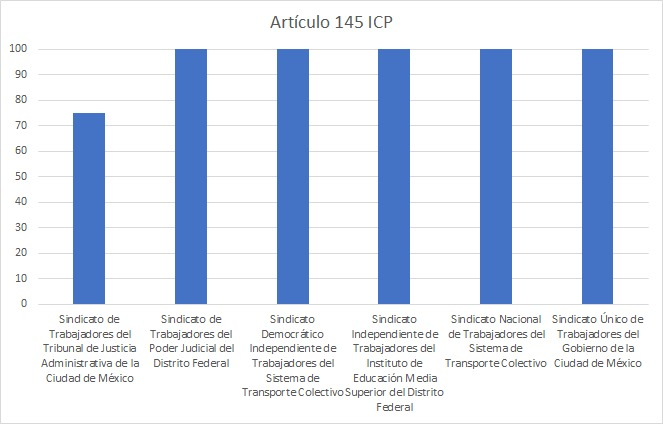 Artículo 145 ICP
100
90
80
70
60
50
40
30
20
10
0
Sindicato de
Trabajadores del
Tribunal de Justicia
Administrativa de la
Ciudad de México
Sindicato de
Trabajadores del
Poder Judicial del
Distrito Federal
Sindicato
Democrático
Independiente de
Trabajadores del
Sistema de
Transporte Colectivo
Sindicato
Independiente de
Trabajadores del
Instituto de
Educación Media
Superior del Distrito
Federal
Sindicato Nacional
de Trabajadores del
Sistema de
Transporte Colectivo
Sindicato Único de
Trabajadores del
Gobierno de la
Ciudad de México